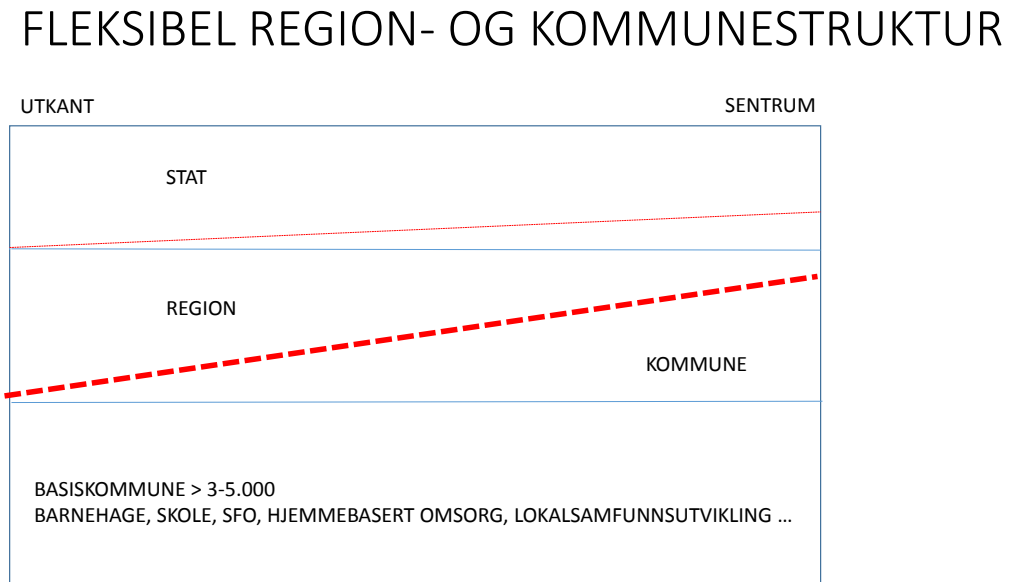 FLEKSIBEL REGION- OG KOMMUNESTRUKTUR
UTKANT
SENTRUM
STAT
REGION
KOMMUNE
BASISKOMMUNE > 3-5.000
BARNEHAGE, SKOLE, SFO, HJEMMEBASERT OMSORG, LOKALSAMFUNNSUTVIKLING …